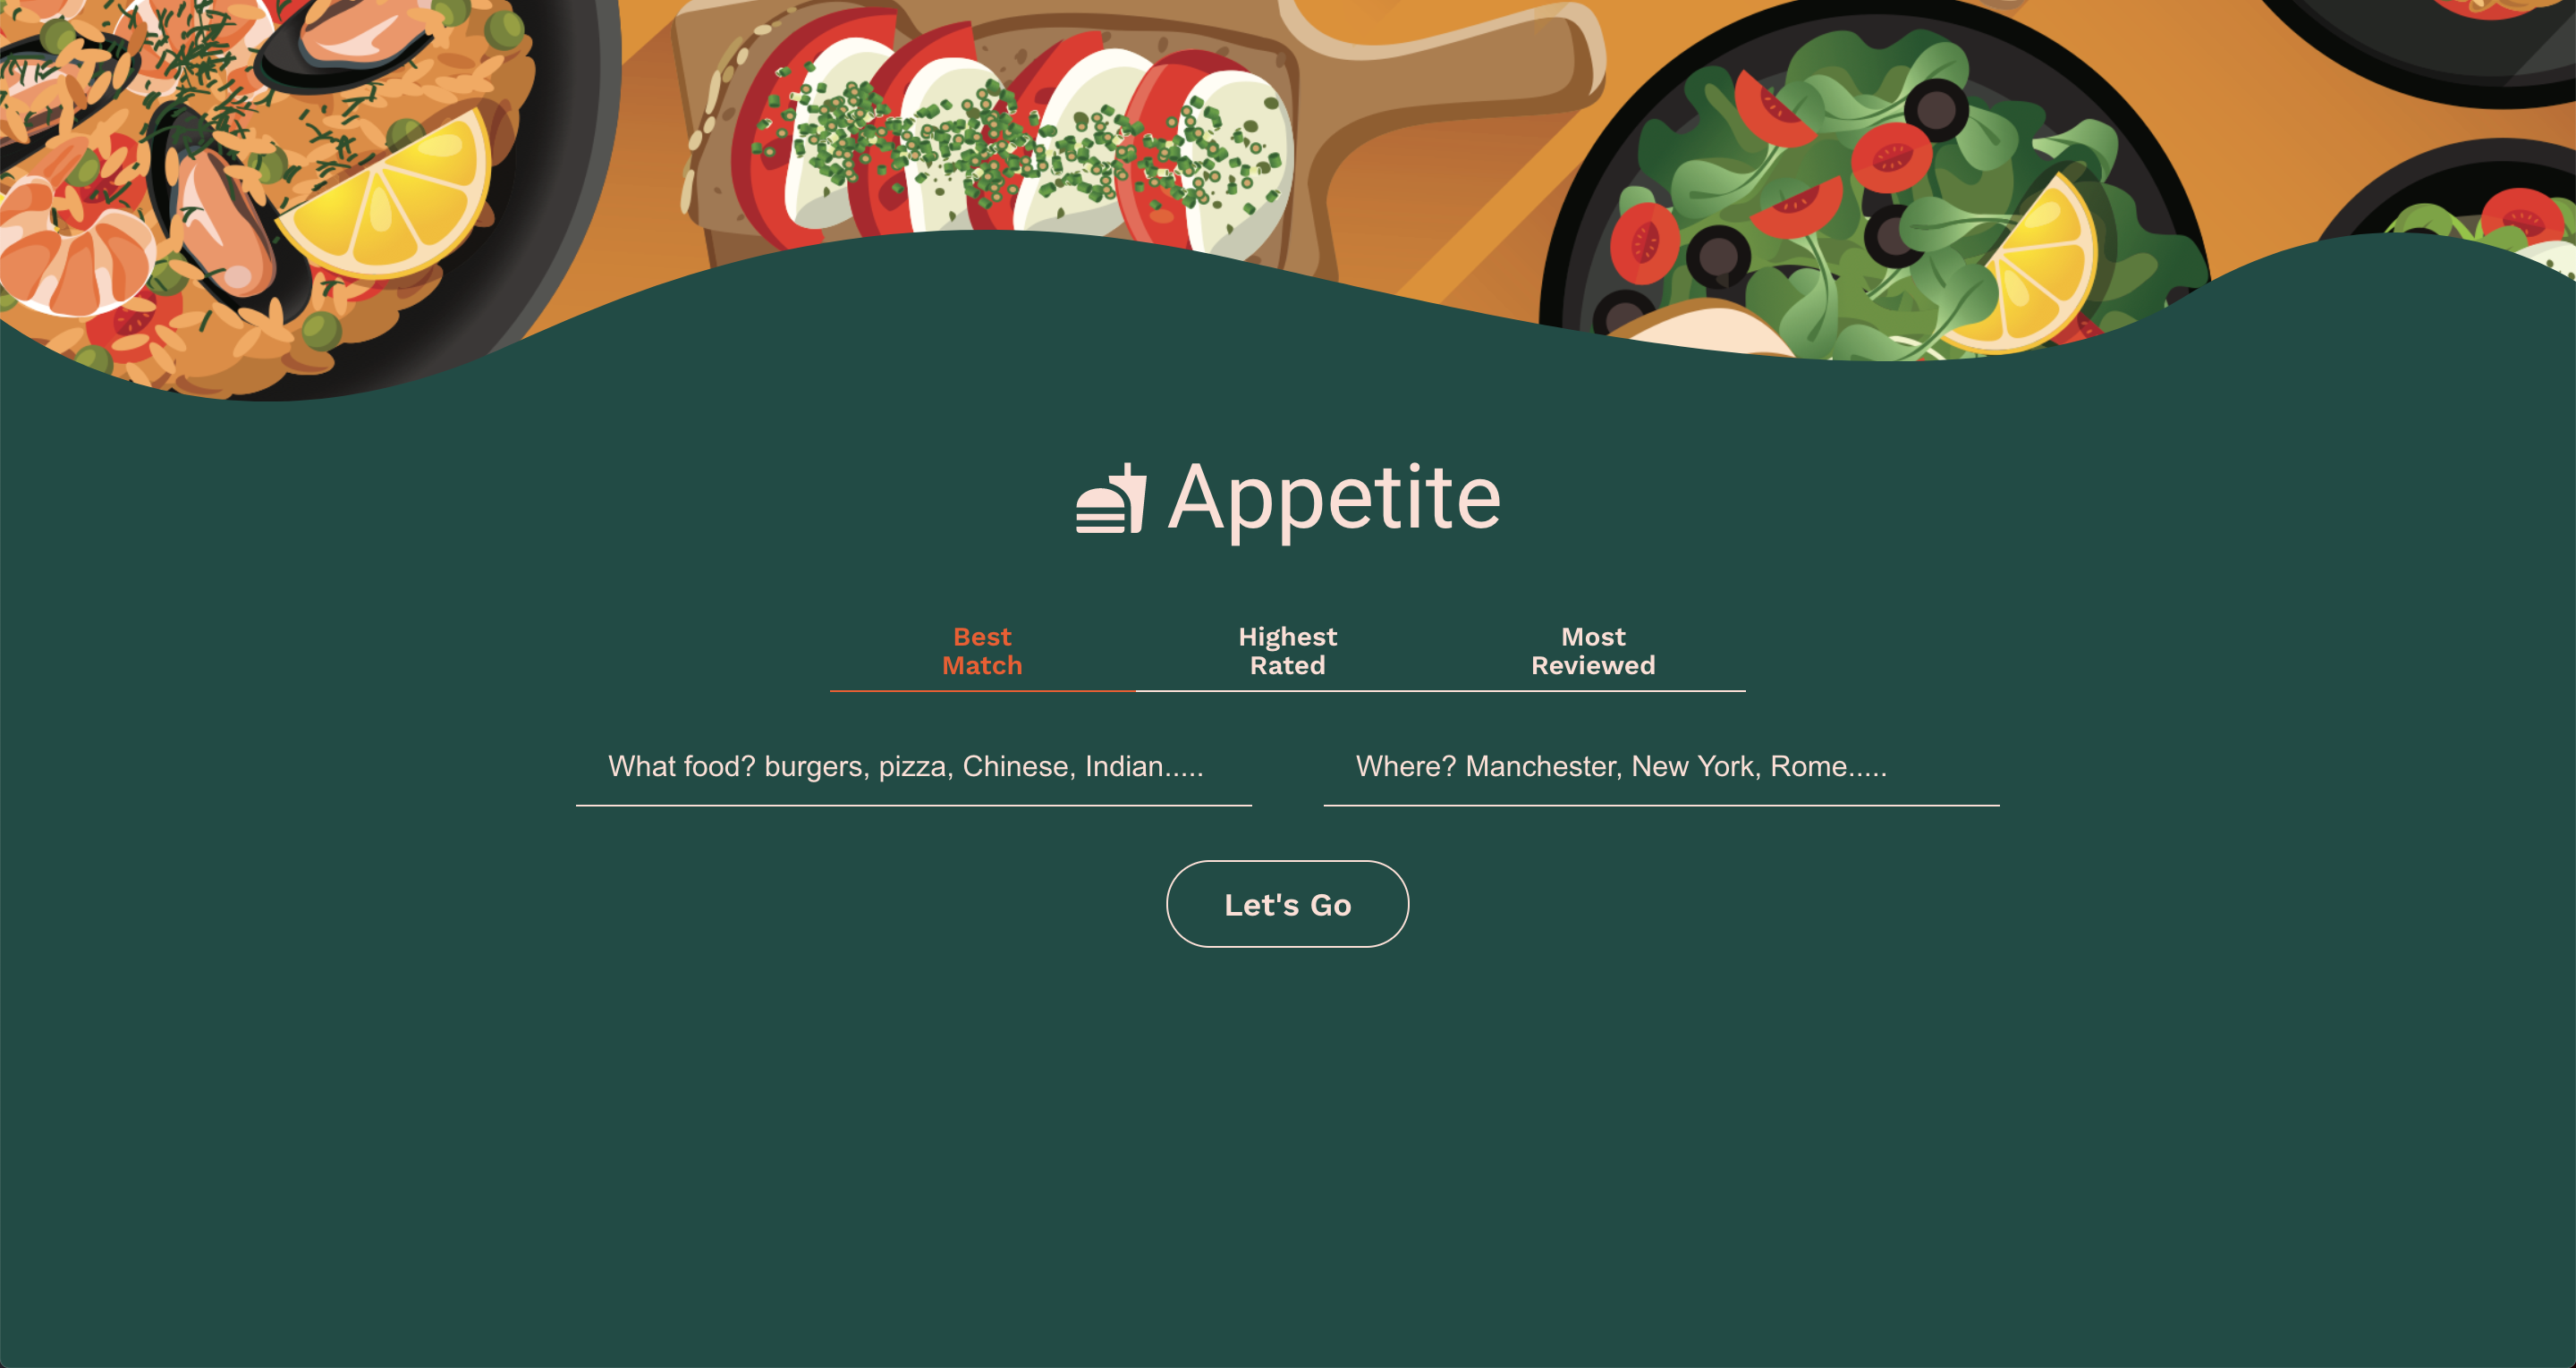 Appetite
Best
Match
Highest
Rated
Most
Reviewed
What food? burgers, pizza, Chinese, Indian.....
Where? Manchester, New York, Rome.....
Let's Go